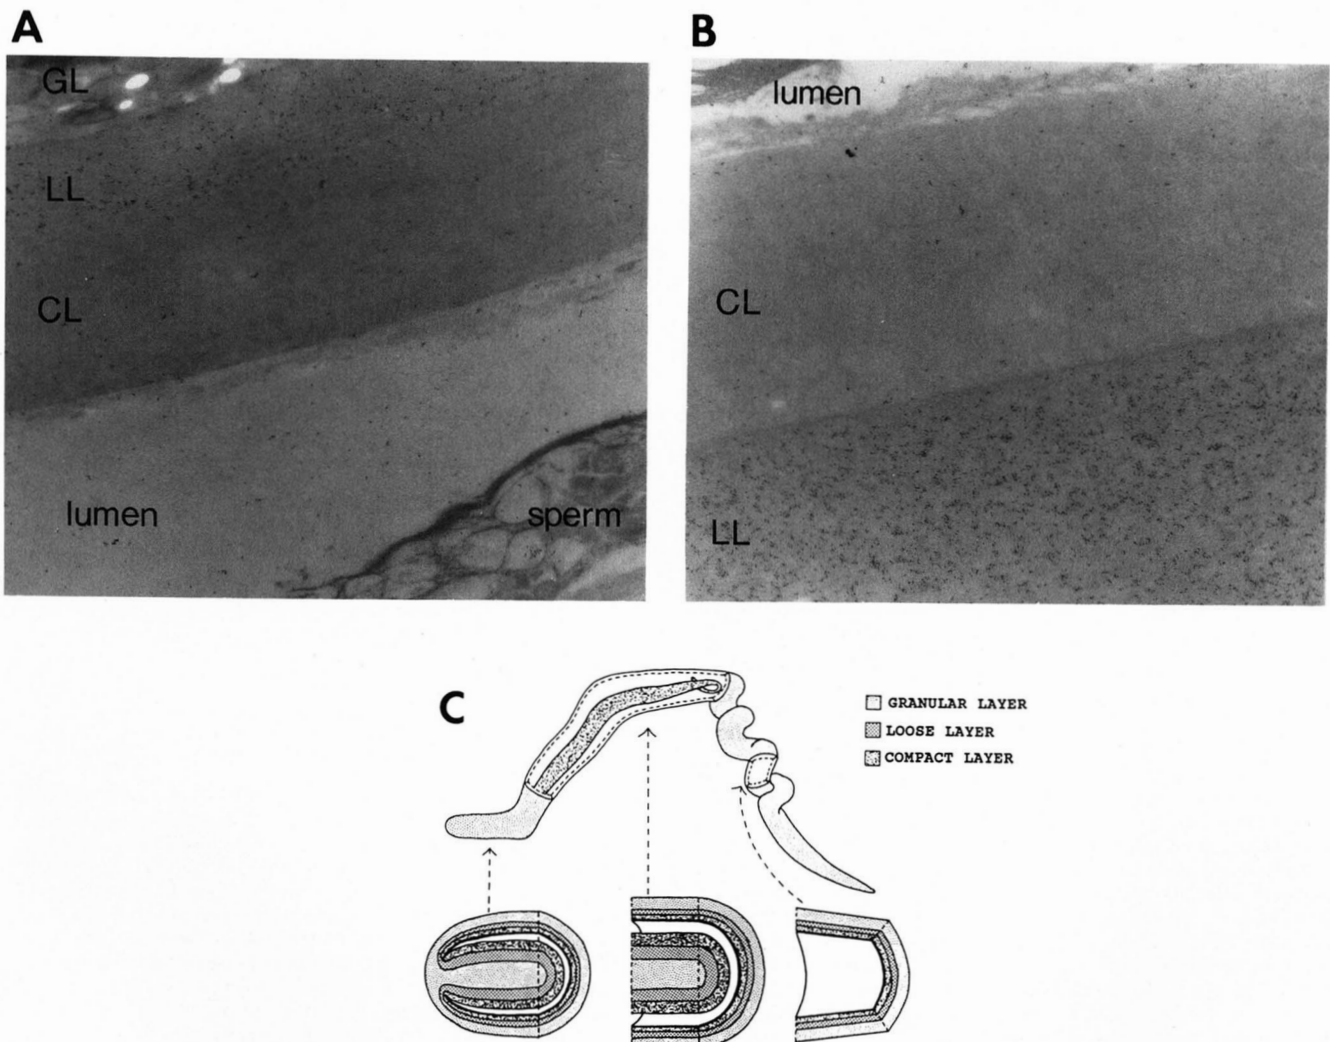 A
B
GL
LL
CL
lumen
sperm
lumen
CL
LL
C
GRANULAR LAYER
LOOSE LAYER
COMPACT LAYER